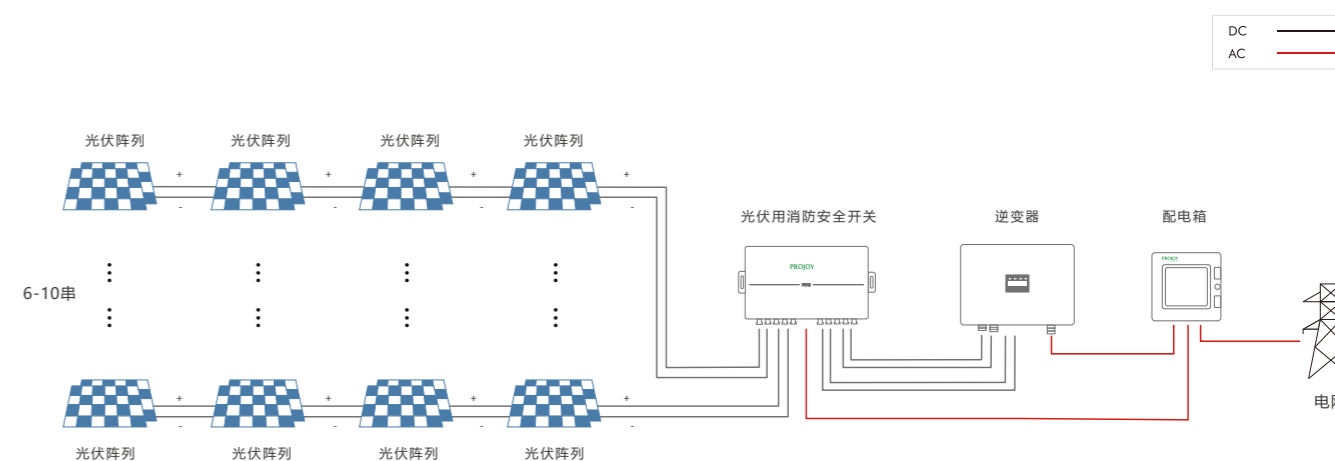 DC
AC
光伏阵列 光伏阵列 光伏阵列 光伏阵列
+ + + +
- - - -
光伏用消防安全开关 逆变器 配电箱
PROJOY
PROJOY
6-10串
+ + + +
- - - -
电
光伏阵列 光伏阵列 光伏阵列 光伏阵列